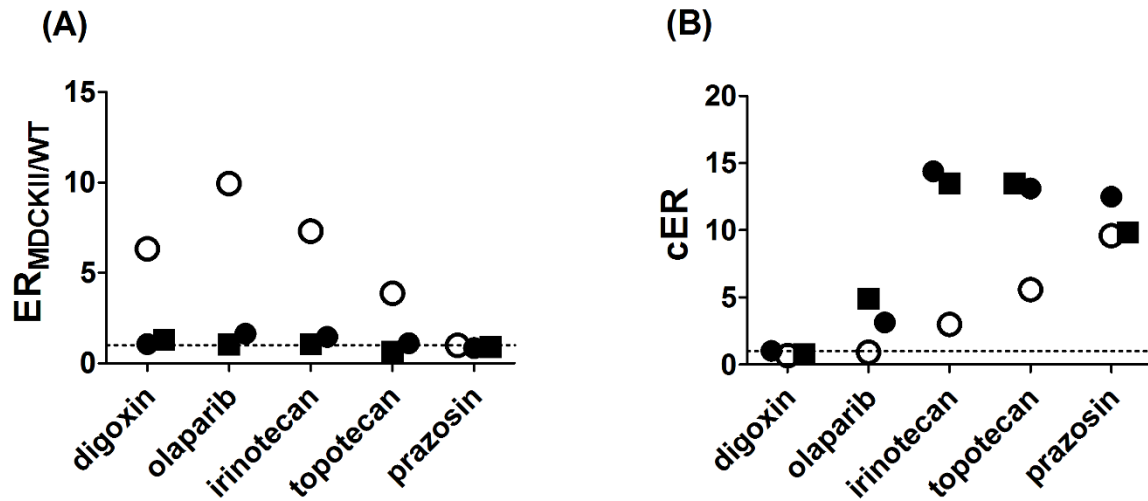 (A)
ER MDCKII/WT
15
10
5
0
digoxin
olaparib
irinotecan
topotecan
prazosin
(B)
cER
20
15
10
5
0
digoxin
olaparib
irinotecan
topotecan
prazosin